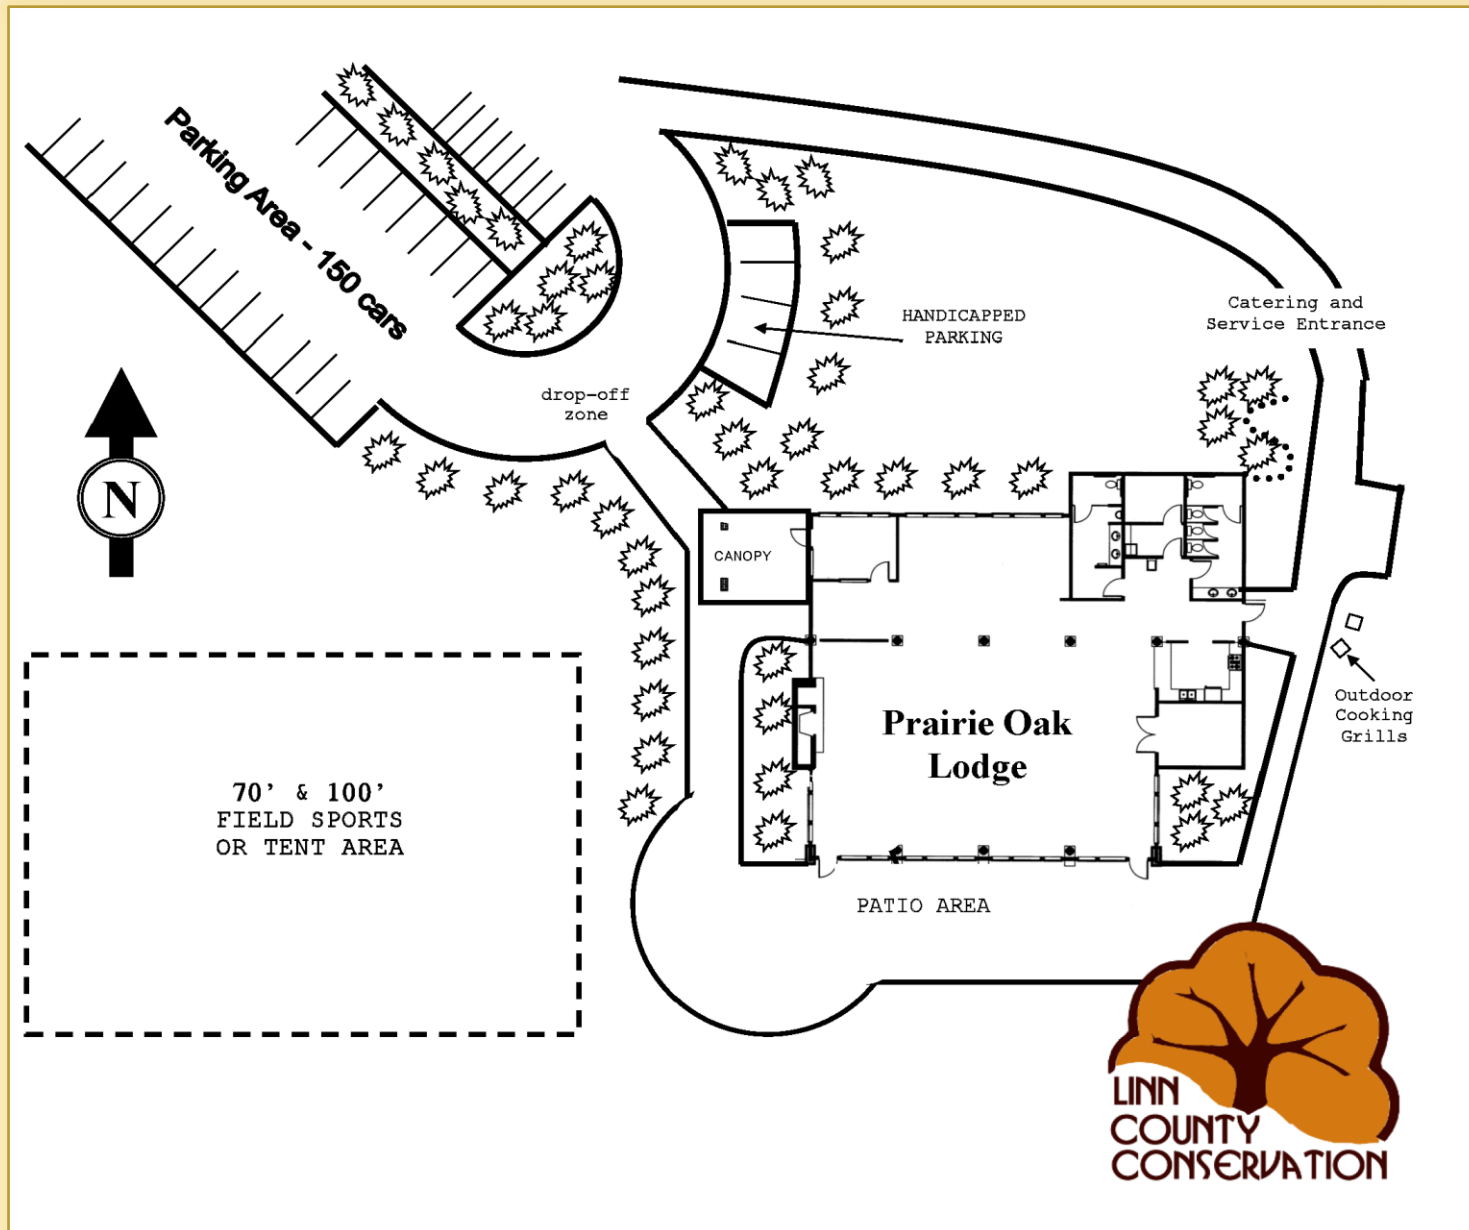 Parking Area - 150 cars
Catering and
Service Entrance
HANDICAPPED
PARKING
drop-off
zone
N
CANOPY
Outdoor
Cooking
Grills
Prairie Oak
Lodge
70' & 100'
FIELD SPORTS
OR TENT AREA
PATIO AREA
LINN
COUNTY
CONSERVATION